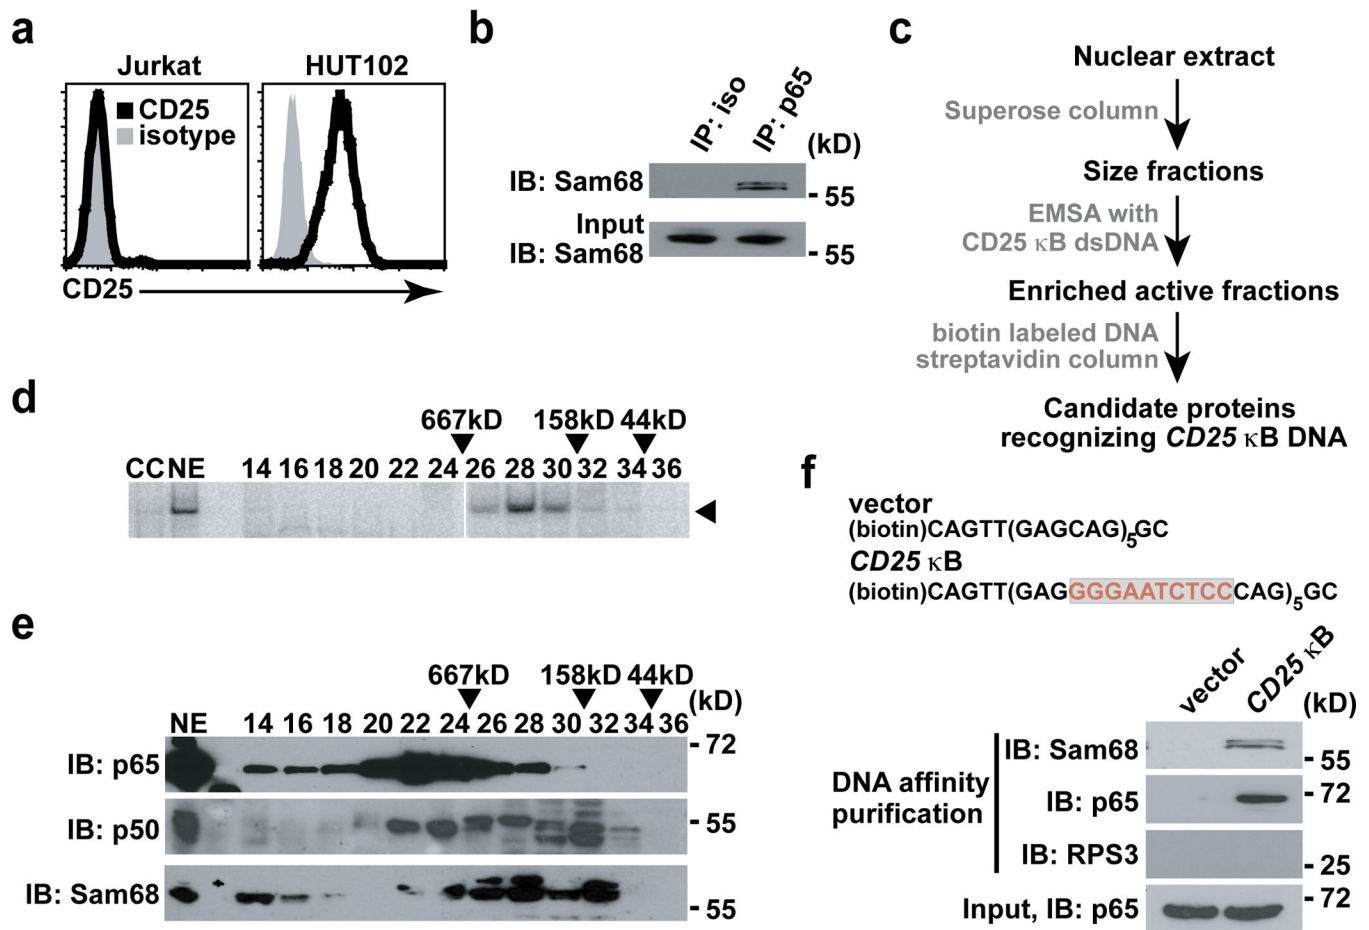 a
Jurkat
HUT102
CD25
isotype
CD25
b
IP: iso
IP: p65
(kD)
IB: Sam68
- 55
Input
IB: Sam68
- 55
c
Nuclear extract
Superose column
Size fractions
EMSA with
CD25 κB dsDNA
Enriched active fractions
biotin labeled DNA
streptavidin column
Candidate proteins
recognizing CD25 κB DNA
d
667kD 158kD 44kD
CC NE 14 16 18 20 22 24 26 28 30 32 34 36
e
667kD 158kD 44kD
(kD)
NE 14 16 18 20 22 24 26 28 30 32 34 36
- 72
IB: p65
IB: p50
- 55
IB: Sam68
- 55
f
vector
(biotin)CAGTT(GAGCAG)5GC
CD25 κB
(biotin)CAGTT(GAGGGGAATCTCCCAG)5GC
vector
CD25 κB
(kD)
DNA affinity
purification
IB: Sam68
- 55
IB: p65
- 72
IB: RPS3
- 25
Input, IB: p65
- 72